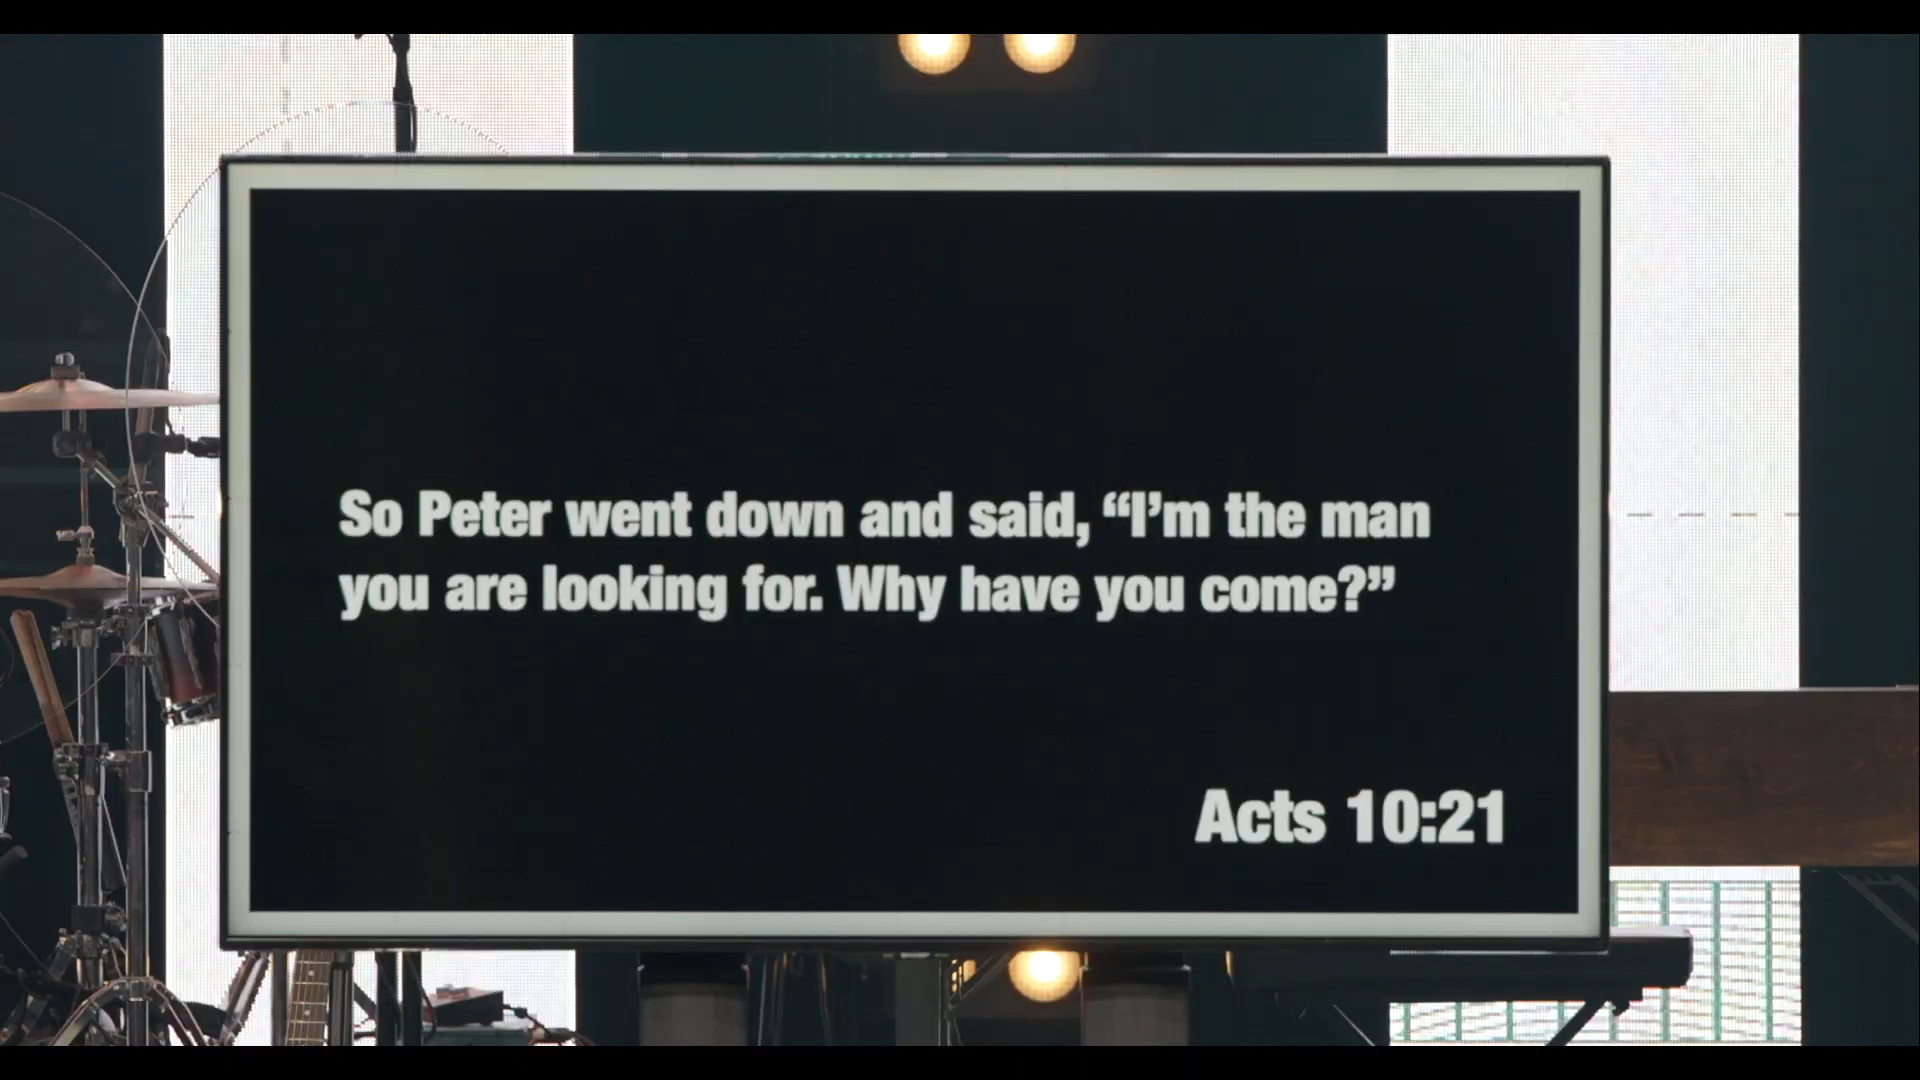 So Peter went down and said, “I’m the man
you are looking for. Why have you come?”
Acts 10:21